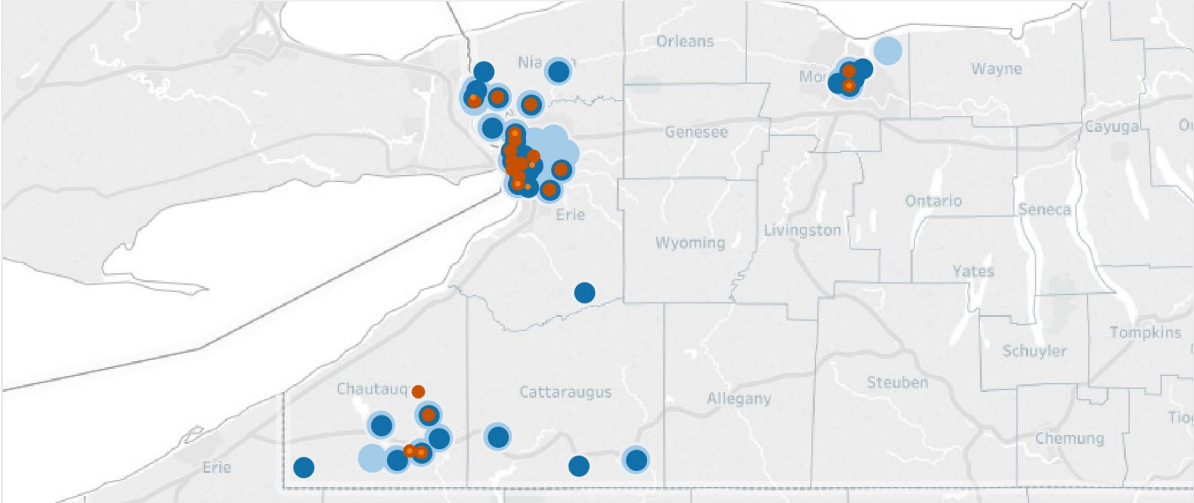 Orleans
Wayne
Genesee
Cayuga
Ontario
Seneca
Erie
Livingston
Wyoming
Yates
Tompkins
Schuyler
Steuben
Cattaraugus
Allegany
Chemung
Erie